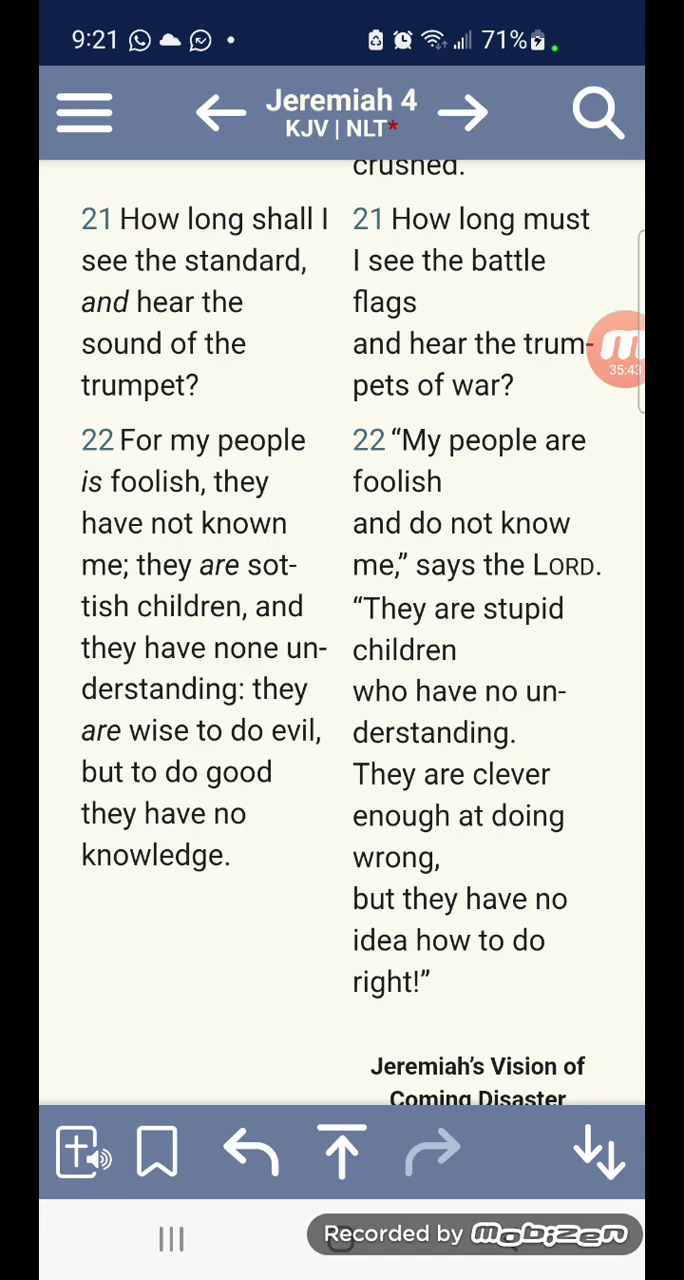 9:21
71%
Jeremiah 4
KJV | NLT*
crushed.
21 How long shall I
see the standard,
and hear the
sound of the
trumpet?
22 For my people
is foolish, they
have not known
me; they are sot-
tish children, and
they have none un-
derstanding: they
are wise to do evil,
but to do good
they have no
knowledge.
21 How long must
I see the battle
flags
and hear the trum-
pets of war?
22 “My people are
foolish
and do not know
me,” says the LORD.
“They are stupid
children
who have no un-
derstanding.
They are clever
enough at doing
wrong,
but they have no
idea how to do
right!”
Jeremiah’s Vision of
Coming Disaster
35:43
Recorded by mobizen